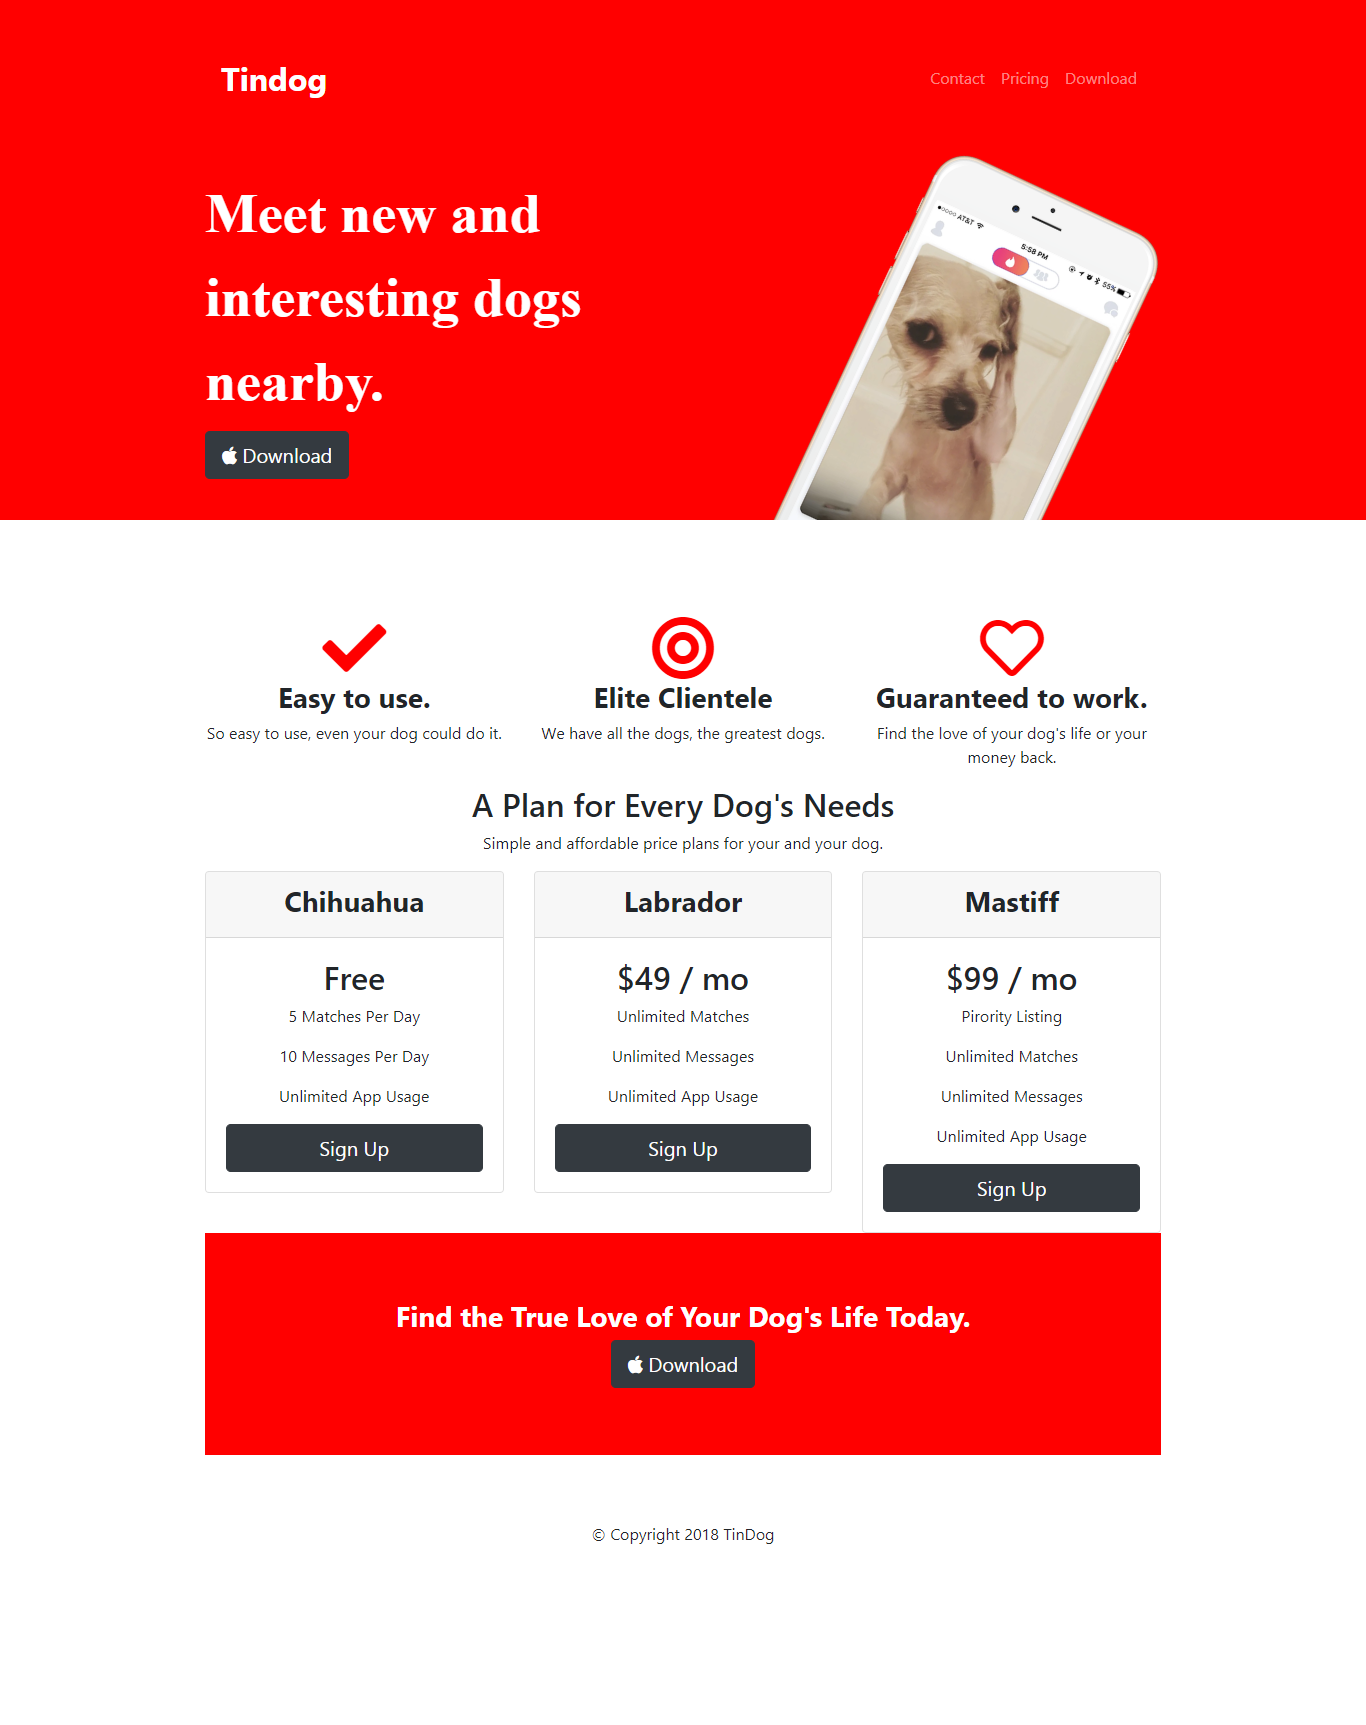 Tindog
Contact Pricing Download
Meet new and
interesting dogs
nearby.
Download
●○○○○ AT&T
5:58 PM
55%
Easy to use.
So easy to use, even your dog could do it.
Elite Clientele
We have all the dogs, the greatest dogs.
Guaranteed to work.
Find the love of your dog's life or your
money back.
A Plan for Every Dog's Needs
Simple and affordable price plans for your and your dog.
Chihuahua
Free
5 Matches Per Day
10 Messages Per Day
Unlimited App Usage
Sign Up
Labrador
$49 / mo
Unlimited Matches
Unlimited Messages
Unlimited App Usage
Sign Up
Mastiff
$99 / mo
Pirority Listing
Unlimited Matches
Unlimited Messages
Unlimited App Usage
Sign Up
Find the True Love of Your Dog's Life Today.
Download
© Copyright 2018 TinDog